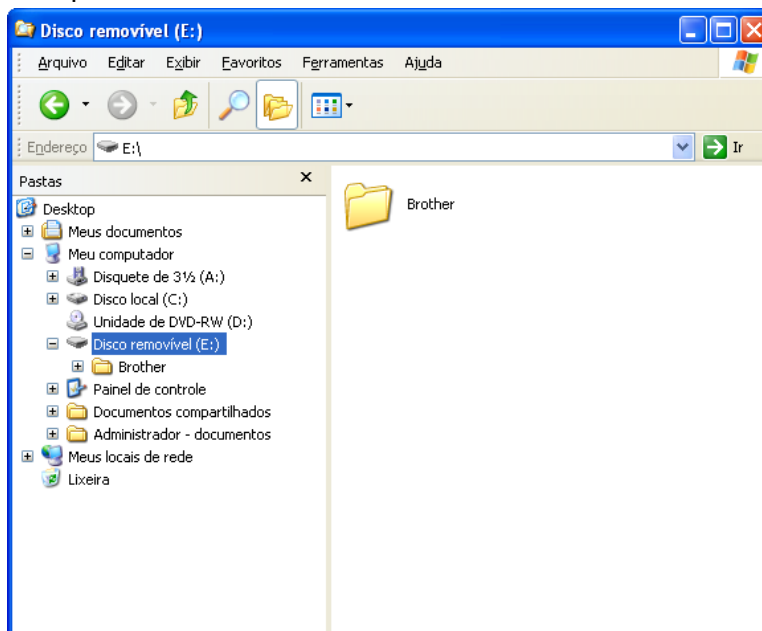 Disco removível (E:)
Arquivo Editar Exibir Favoritos Ferramentas Ajuda
Endereço E:\ Ir
Pastas
Desktop
Meus documentos
Meu computador
Disquete de 3½ (A:)
Disco local (C:)
Unidade de DVD-RW (D:)
Disco removível (E:)
Brother
Painel de controle
Documentos compartilhados
Administrador - documentos
Meus locais de rede
Lixeira
Brother